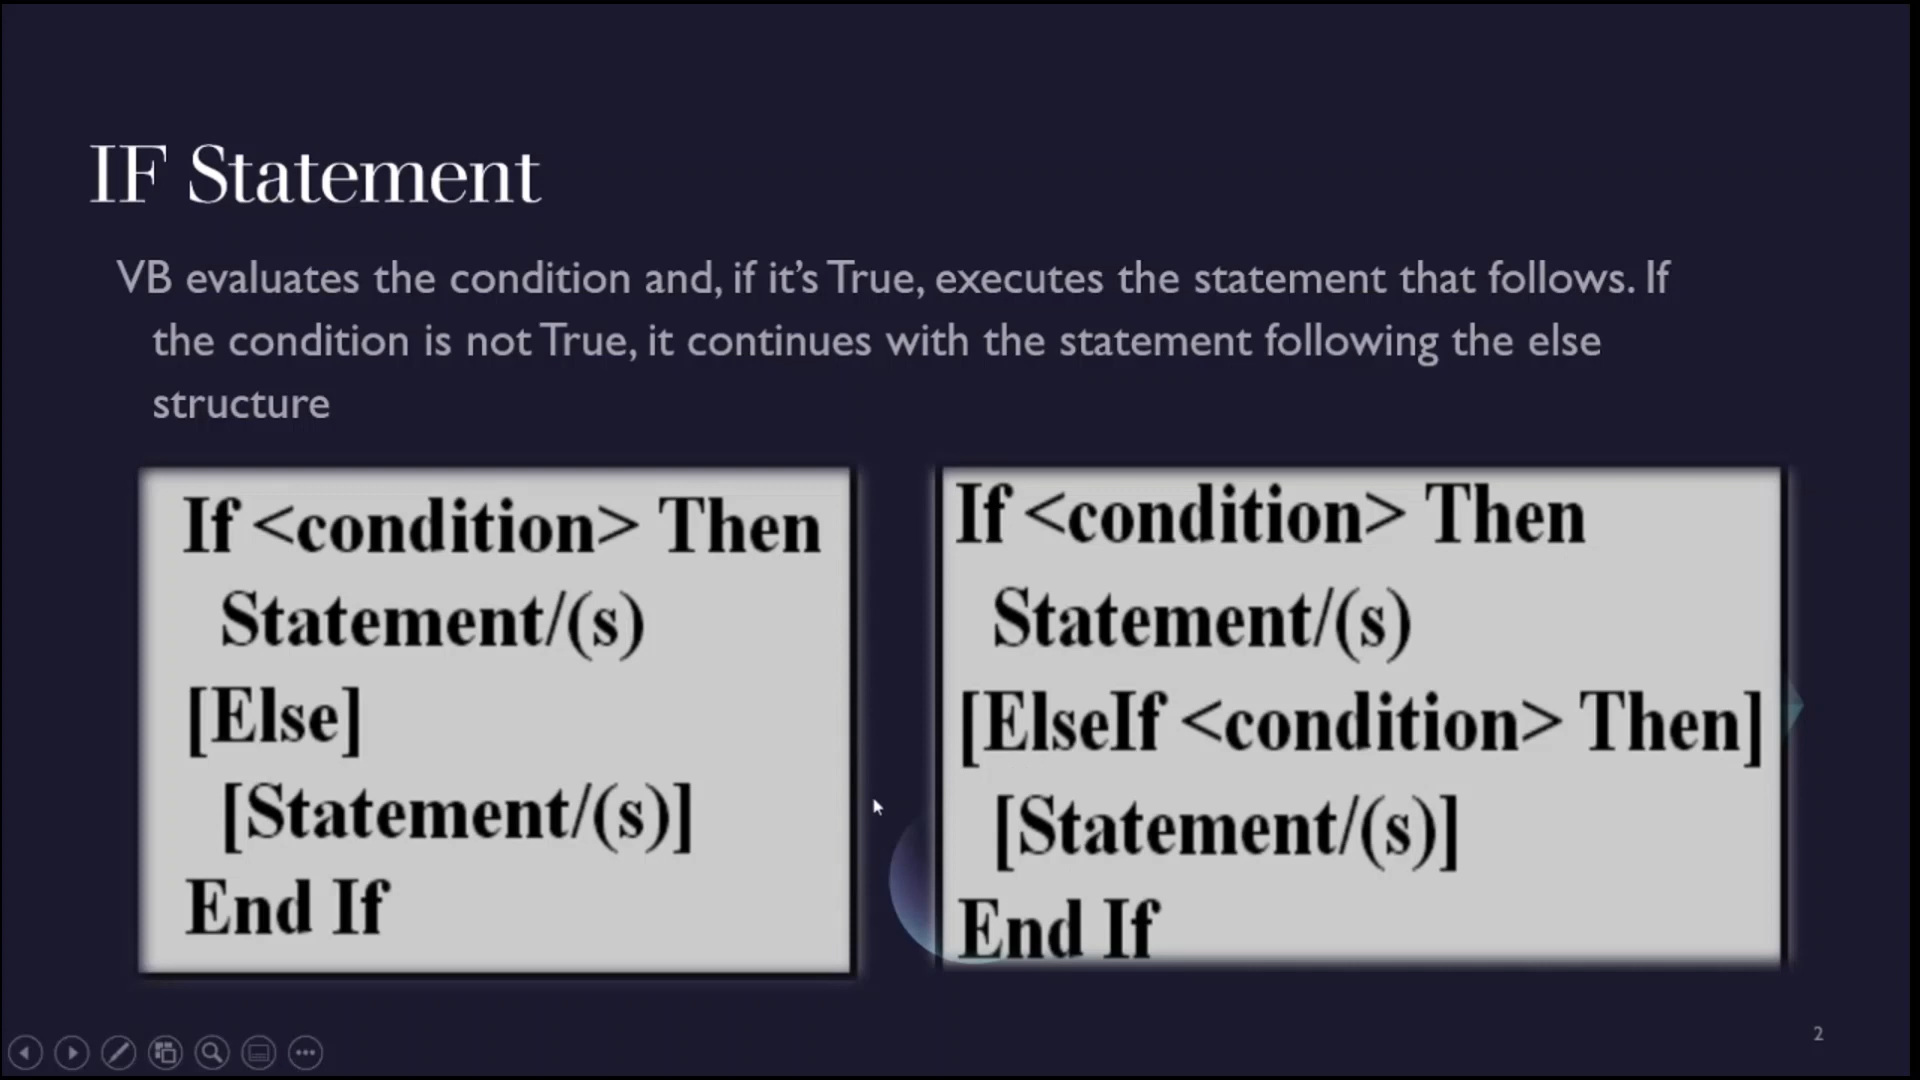 IF Statement
VB evaluates the condition and, if it's True, executes the statement that follows. If
the condition is not True, it continues with the statement following the else
structure
If <condition> Then
Statement/(s)
[Else]
[Statement/(s)]
End If
If <condition> Then
Statement/(s)
[ElseIf <condition> Then]
[Statement/(s)]
End If
2